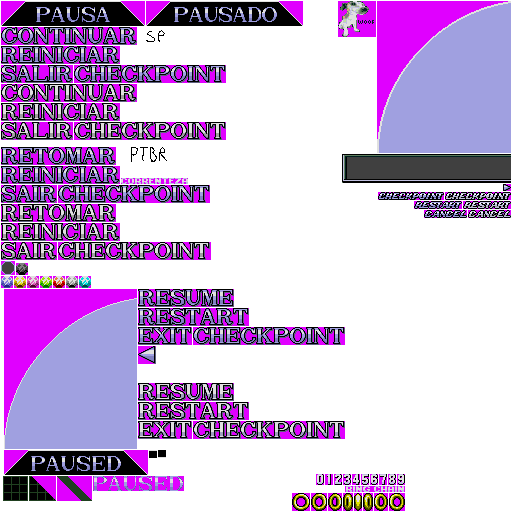 PAUSA PAUSADO
Woof
CONTINUAR SP
REINICIAR
SALIR CHECKPOINT
CONTINUAR
REINICIAR
SALIR CHECKPOINT
RETOMAR PTBR
REINICIAR CORRENTEZA
SAIR CHECKPOINT
RETOMAR
REINICIAR
SAIR CHECKPOINT
CHECKPOINT CHECKPOINT
RESTART RESTART
CANCEL CANCEL
RESUME
RESTART
EXIT CHECKPOINT
RESUME
RESTART
EXIT CHECKPOINT
PAUSED
PAUSED
0123456789
RING CHAIN